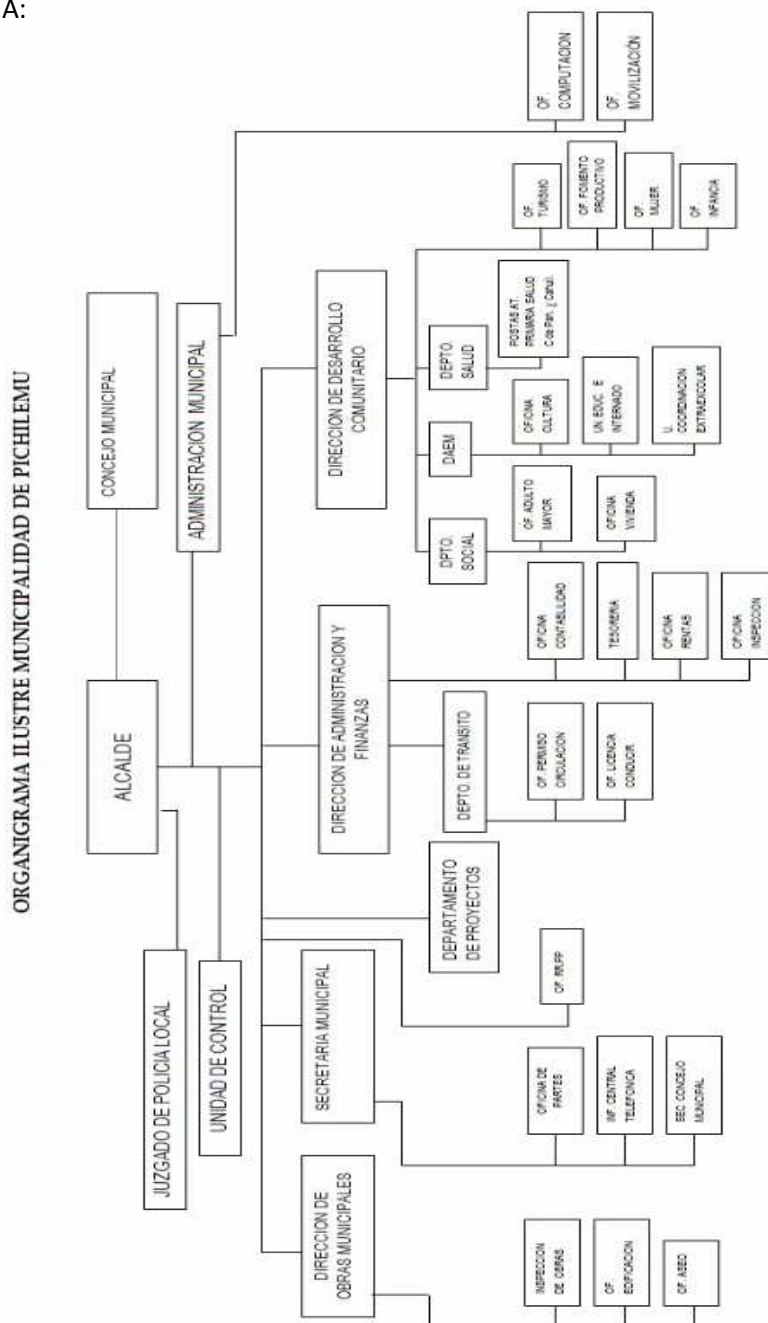 A:
ORGANIGRAMA ILUSTRE MUNICIPALIDAD DE PICHILEMU
ALCALDE
CONCEJO MUNICIPAL
JUZGADO DE POLICIA LOCAL
ADMINISTRACION MUNICIPAL
UNIDAD DE CONTROL
DIRECCION DE
OBRAS MUNICIPALES
SECRETARIA MUNICIPAL
DIRECCION DE ADMINISTRACION Y
FINANZAS
DIRECCION DE DESARROLLO
COMUNITARIO
DEPARTAMENTO
DE PROYECTOS
DEPTO. DE TRANSITO
DPTO.
SOCIAL
DAEM
DEPTO.
SALUD
INSPECCION
DE OBRAS
OF
EDIFICACION
OF ASEO
OFICINA DE
PARTES
INF. CENTRAL
TELEFONICA
SEC CONCEJO
MUNICIPAL
OF. RR.PP
OF. PERMISO
CIRCULACION
OF. LICENCIA
CONDUCIR
OFICINA
CONTABILIDAD
TESORERIA
OFICINA
RENTAS
OFICINA
INSPECCION
OF. ADULTO
MAYOR
OFICINA
VIVIENDA
OFICINA
CULTURA
UN. EDUC. E
INTERNADO
U.
COORDINACION
EXTRAEXCOLAR
POSTAS AT.
PRIMARIA SALUD
C de Pan. y Cahuil.
OF.
TURISMO
OF. FOMENTO
PRODUCTIVO
OF.
MUJER
OF
INFANCIA
OF.
COMPUTACION
OF.
MOVILIZACIÓN